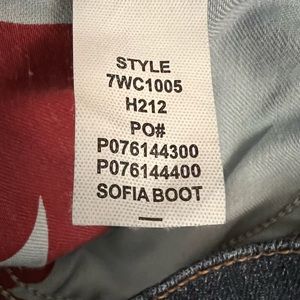 STYLE
7WC1005
H212
PO#
P076144300
P076144400
SOFIA BOOT